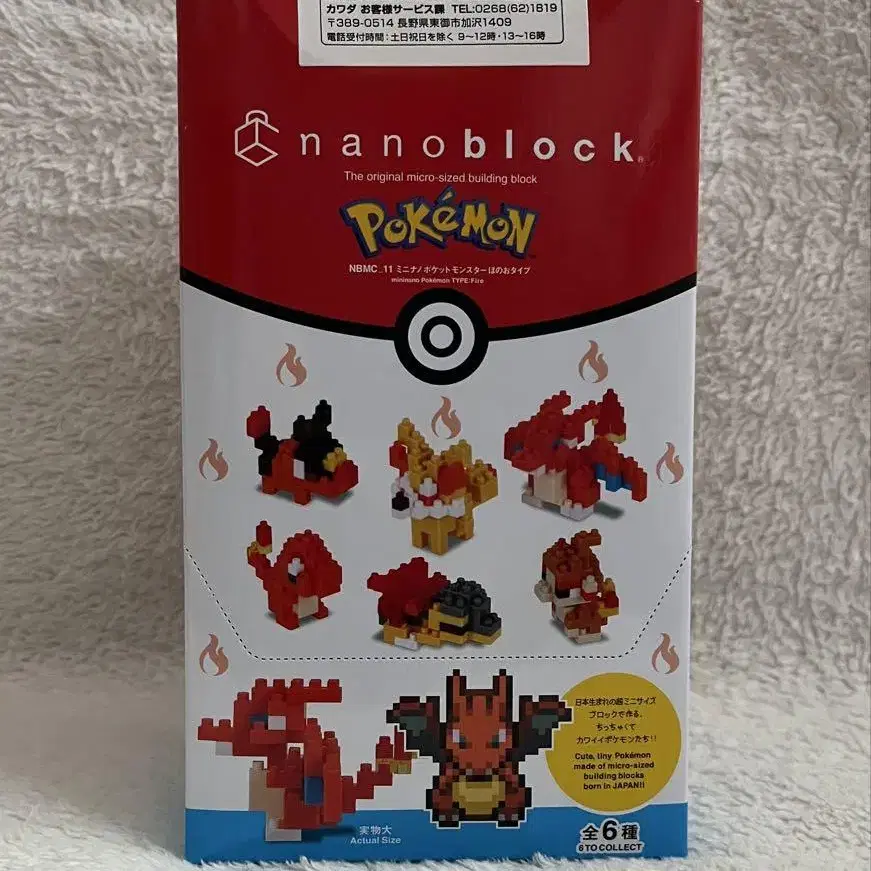 カワダ お客様サービス課 TEL:0268(62)1819
〒389-0514 長野県東御市加沢1409
電話受付時間：土日祝日を除く 9〜12時・13〜16時
nanoblock®
The original micro-sized building block
POKéMON
NBMC_11 ミニナノポケットモンスター ほのおタイプ
mininano Pokémon TYPE:Fire
日本生まれの超ミニサイズ
ブロックで作る、
ちっちゃくて
カワイイポケモンたち!!
Cute, tiny Pokémon
made of micro-sized
building blocks
born in JAPAN!!
実物大
Actual Size
全6種
6 TO COLLECT